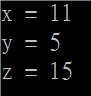 x = 11
y = 5
z = 15